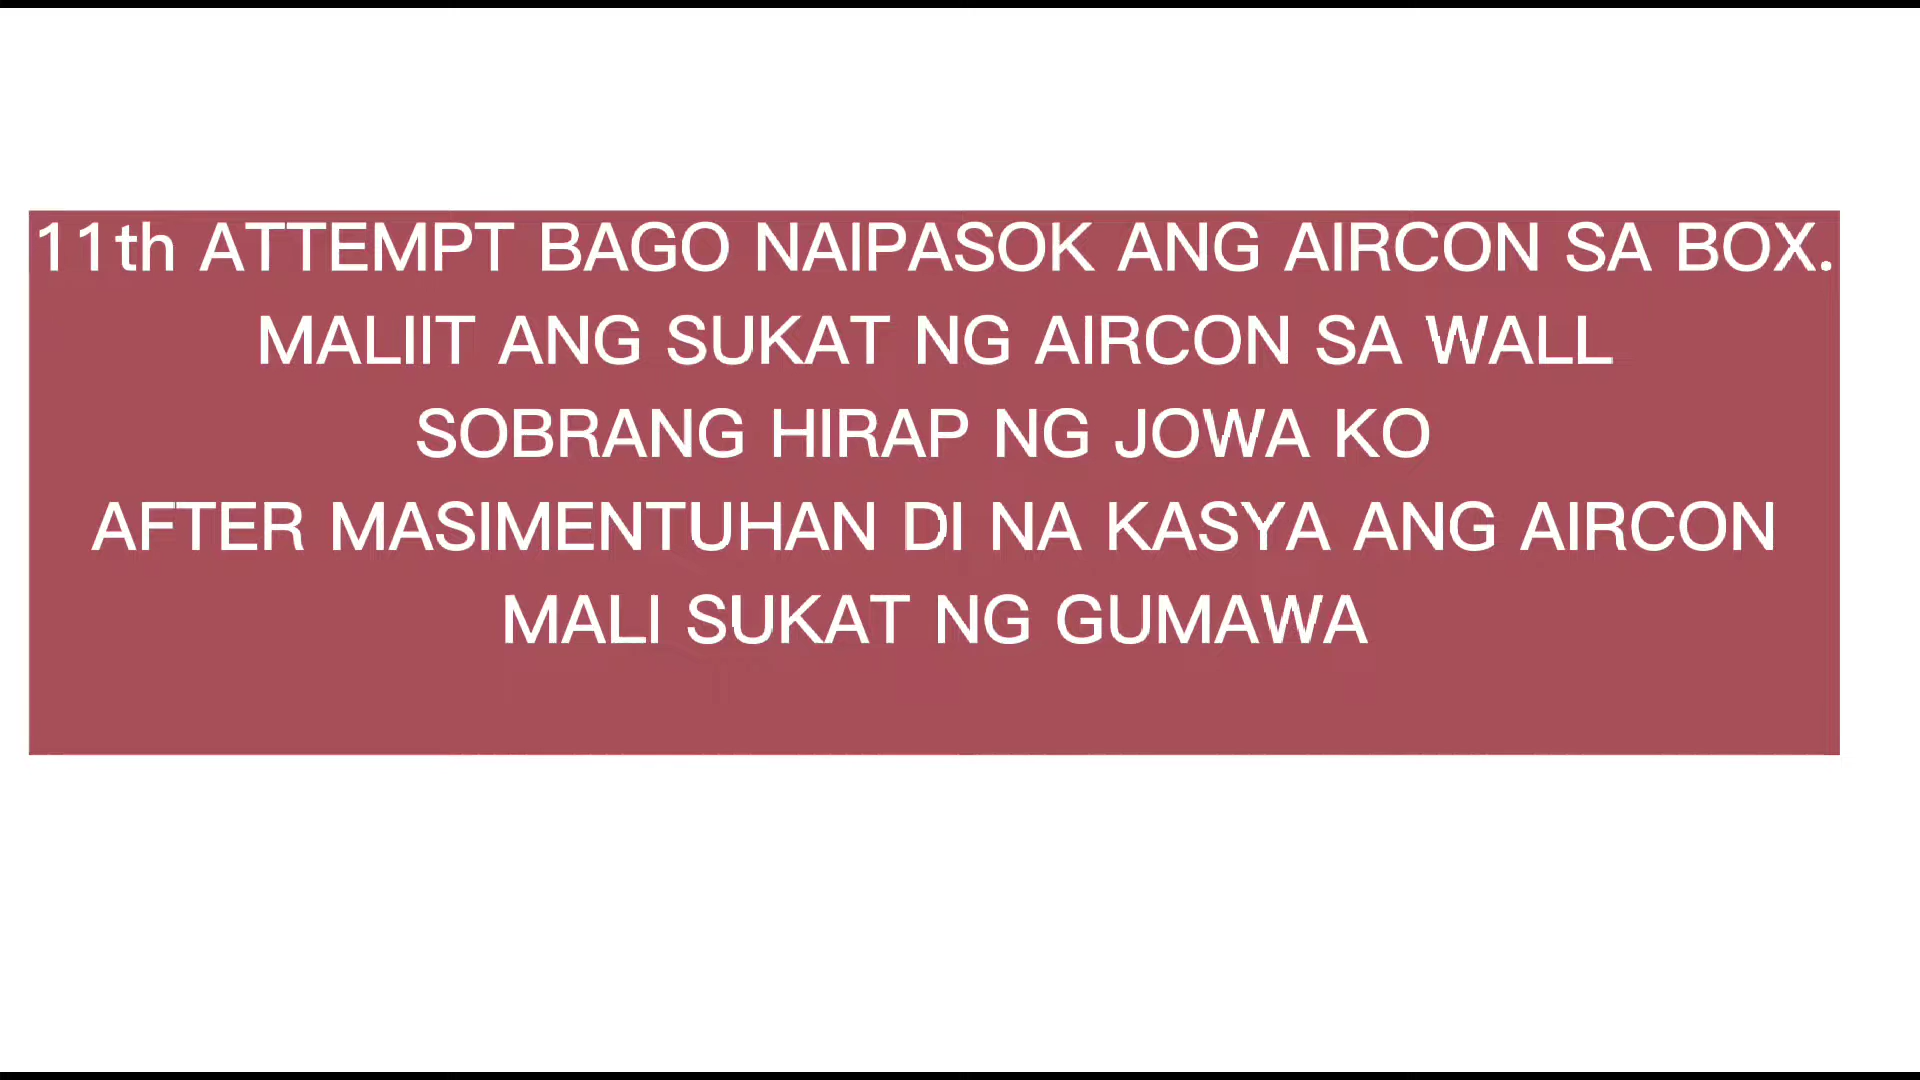 11th ATTEMPT BAGO NAIPASOK ANG AIRCON SA BOX.
MALIIT ANG SUKAT NG AIRCON SA WALL
SOBRANG HIRAP NG JOWA KO
AFTER MASIMENTUHAN DI NA KASYA ANG AIRCON
MALI SUKAT NG GUMAWA